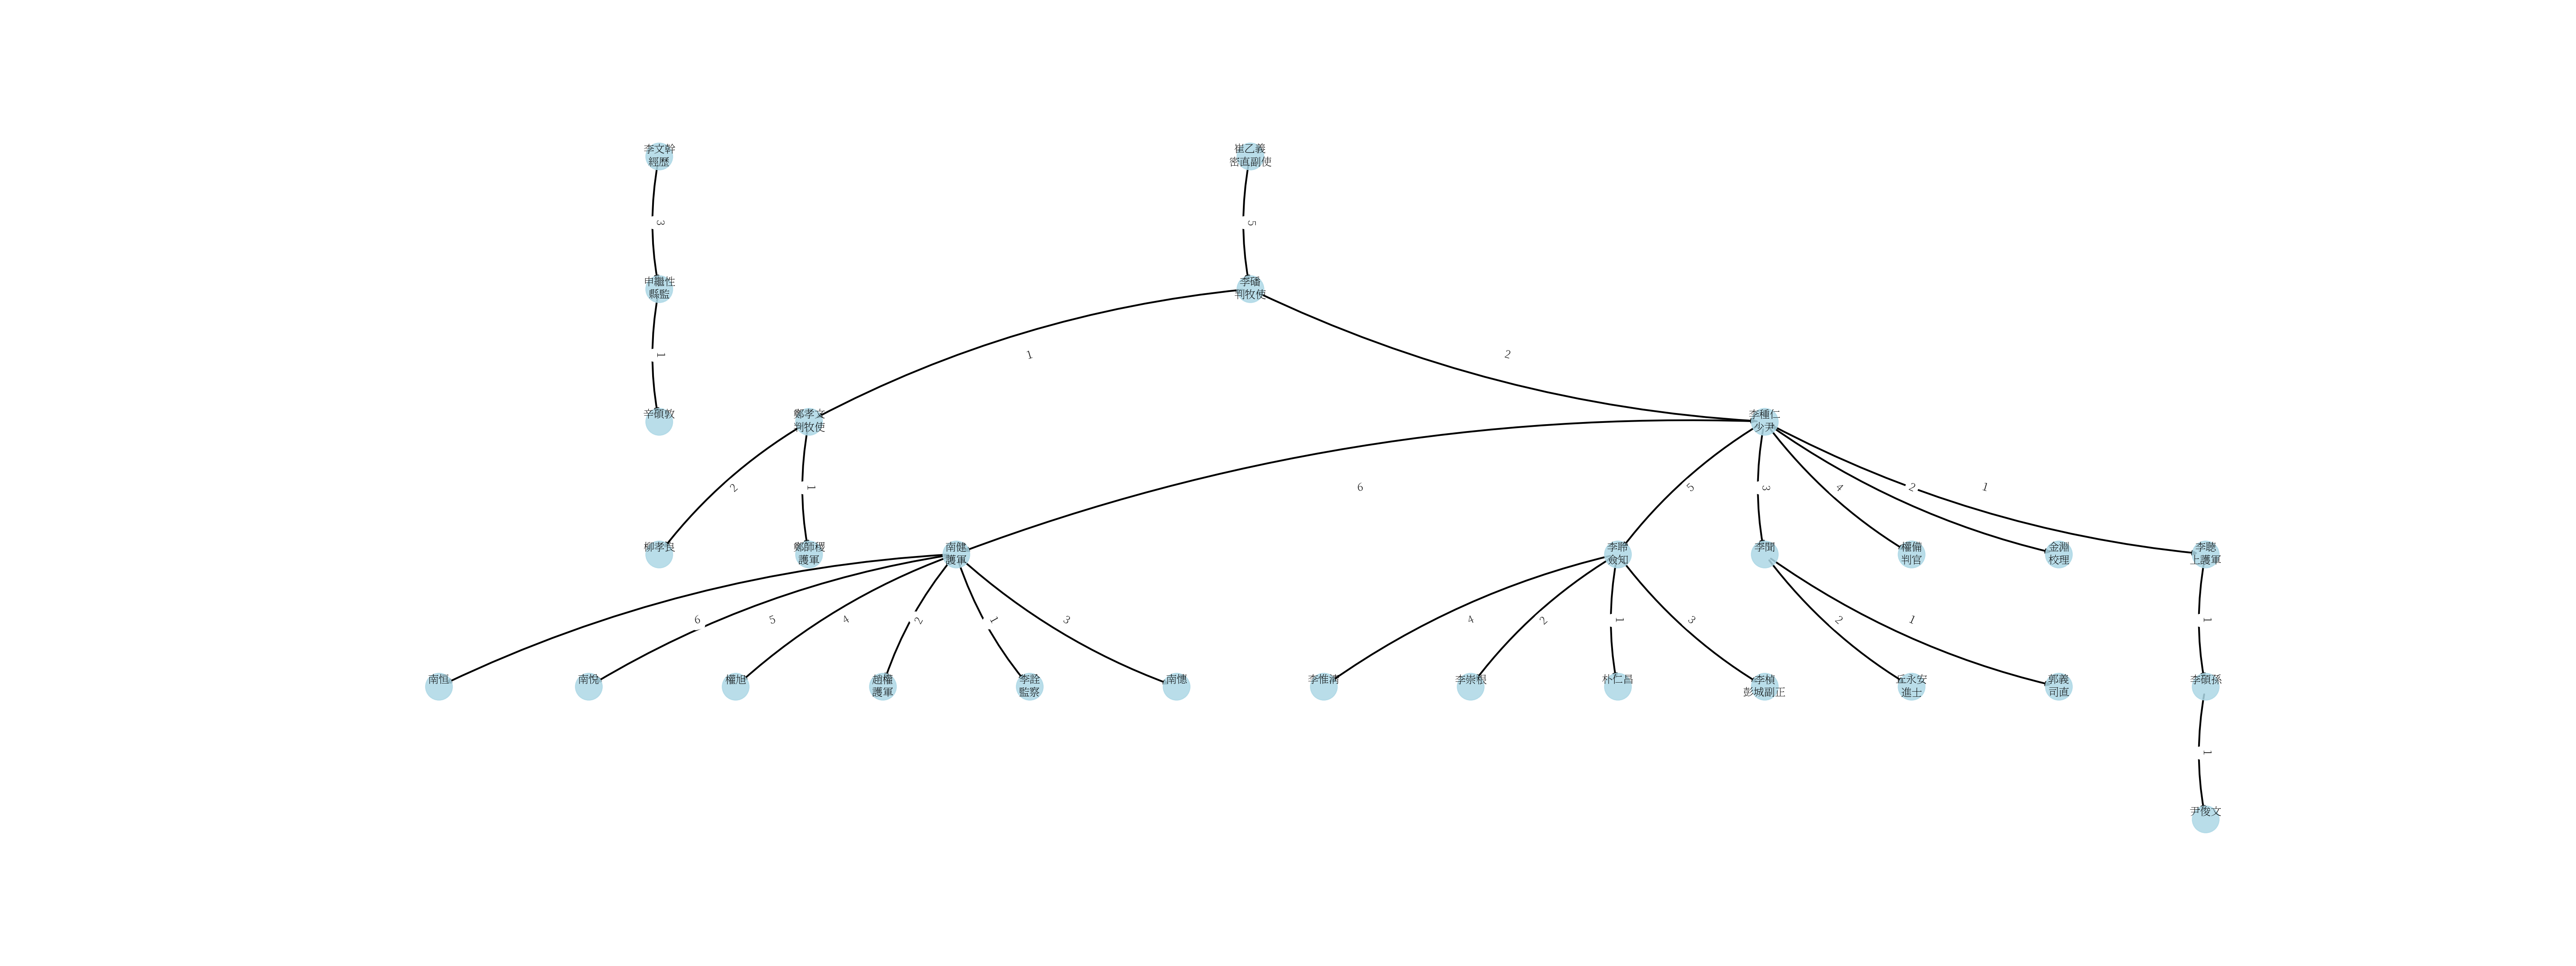 李文幹
經歷
崔乙義
密直副使
3
5
申繼性
縣監
李磻
判牧使
1
1
2
辛碩敦
鄭孝文
判牧使
李種仁
少尹
2
1
6
5
3
4
2
1
柳孝良
鄭師稷
護軍
南健
護軍
李聆
僉知
李聞
權備
判官
金淵
校理
李聰
上護軍
6
5
4
2
1
3
4
2
1
3
2
1
1
南恒
南悅
權旭
趙權
護軍
李詮
監察
南憓
李惟清
李崇根
朴仁昌
李楨
彭城副正
丘永安
進士
郭義
司直
李碩孫
1
尹俊文